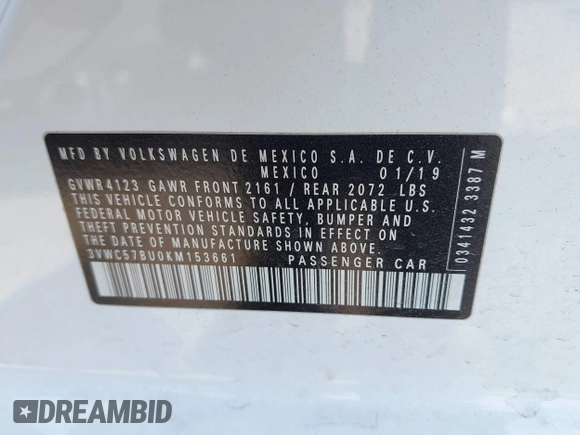 MFD BY VOLKSWAGEN DE MEXICO S.A. DE C.V.
MEXICO 01/19
GVWR 4123 GAWR FRONT 2161 / REAR 2072 LBS
THIS VEHICLE CONFORMS TO ALL APPLICABLE U.S.
FEDERAL MOTOR VEHICLE SAFETY, BUMPER AND
THEFT PREVENTION STANDARDS IN EFFECT ON
THE DATE OF MANUFACTURE SHOWN ABOVE.
3VWC57BU0KM153661 PASSENGER CAR
0341432 3387 M
DREAMBID